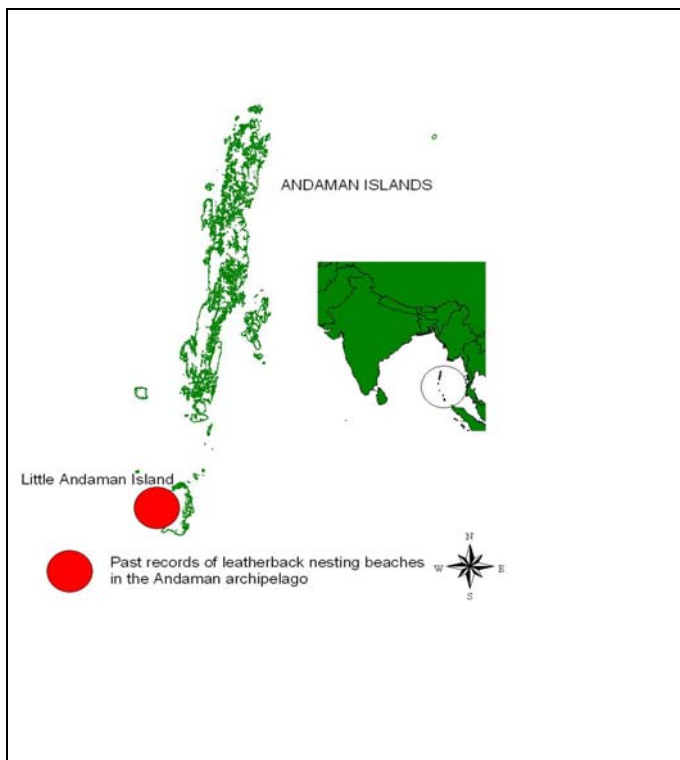 ANDAMAN ISLANDS
Little Andaman Island
Past records of leatherback nesting beaches
in the Andaman archipelago
N
W E
S